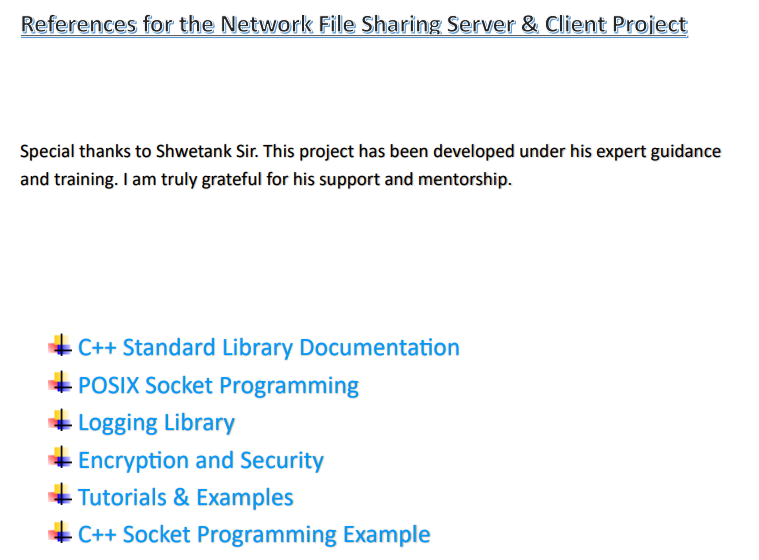 References for the Network File Sharing Server & Client Project
Special thanks to Shwetank Sir. This project has been developed under his expert guidance
and training. I am truly grateful for his support and mentorship.
C++ Standard Library Documentation
POSIX Socket Programming
Logging Library
Encryption and Security
Tutorials & Examples
C++ Socket Programming Example